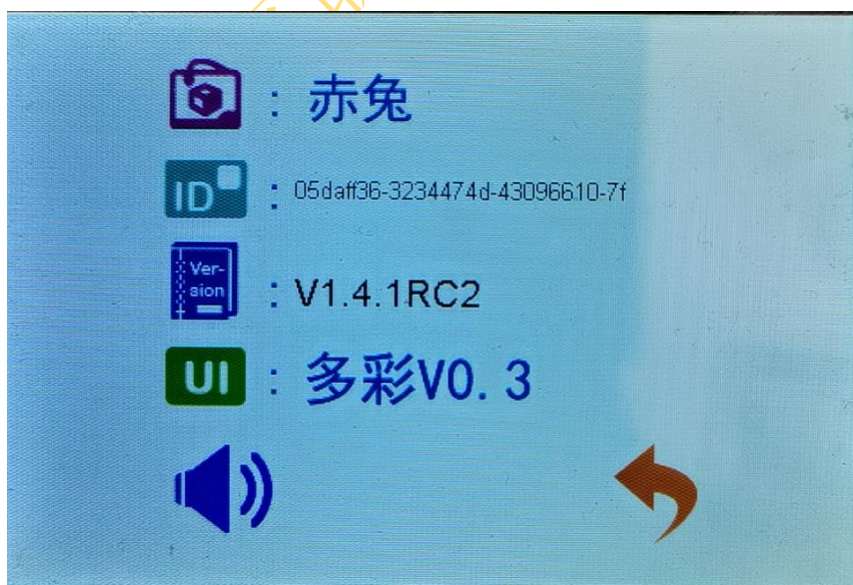 : 赤兔
ID : 05daff36-3234474d-43096610-7f
Ver-
sion : V1.4.1RC2
UI : 多彩V0.3